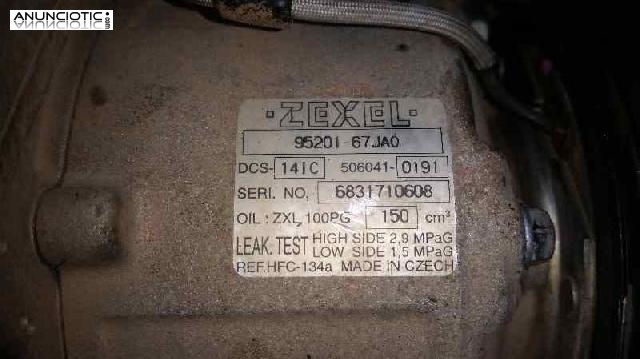 ANUNCIOTIC.com
·ZEXEL·
95201 67JA0
DCS-141C 506041-0191
SERI. NO, 6831710608
OIL : ZXL 100PG 150 cm³
LEAK. TEST HIGH SIDE 2,9 MPaG
LOW SIDE 1,5 MPaG
REF.HFC-134a MADE IN CZECH